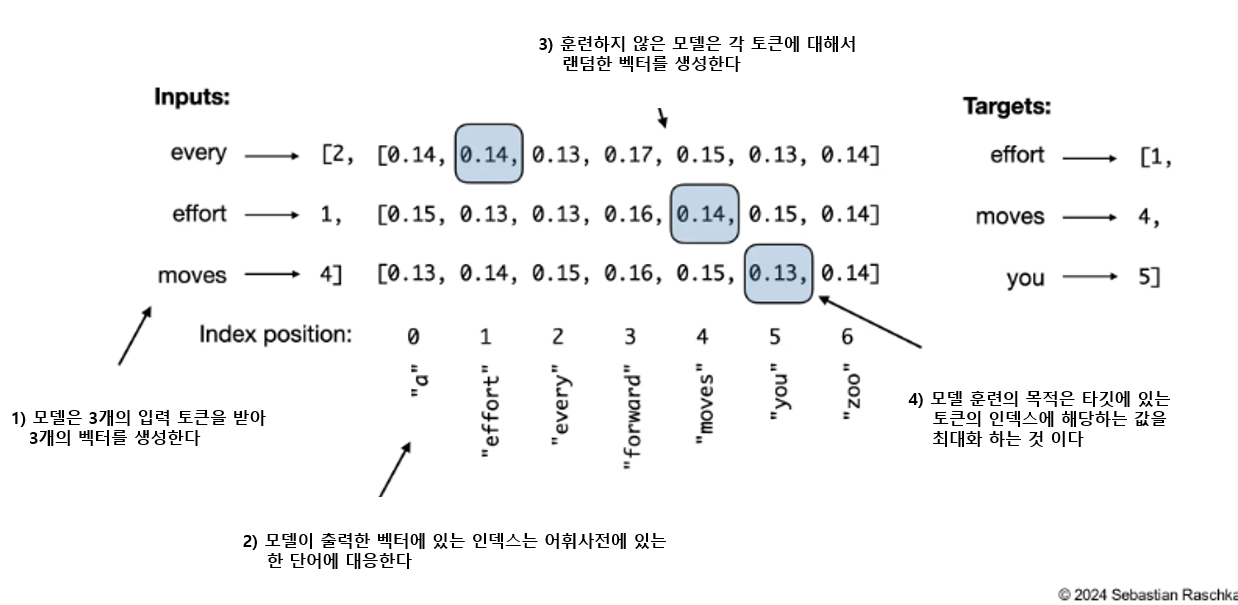 3) 훈련하지 않은 모델은 각 토큰에 대해서
랜덤한 벡터를 생성한다
Inputs:
Targets:
every [2, [0.14, 0.14, 0.13, 0.17, 0.15, 0.13, 0.14] effort [1,
effort 1, [0.15, 0.13, 0.13, 0.16, 0.14, 0.15, 0.14] moves 4,
moves 4] [0.13, 0.14, 0.15, 0.16, 0.15, 0.13, 0.14] you 5]
Index position: 0 1 2 3 4 5 6
"a" "effort" "every" "forward" "moves" "you" "zoo"
1) 모델은 3개의 입력 토큰을 받아
3개의 벡터를 생성한다
4) 모델 훈련의 목적은 타깃에 있는
토큰의 인덱스에 해당하는 값을
최대화 하는 것 이다
2) 모델이 출력한 벡터에 있는 인덱스는 어휘사전에 있는
한 단어에 대응한다
© 2024 Sebastian Raschka